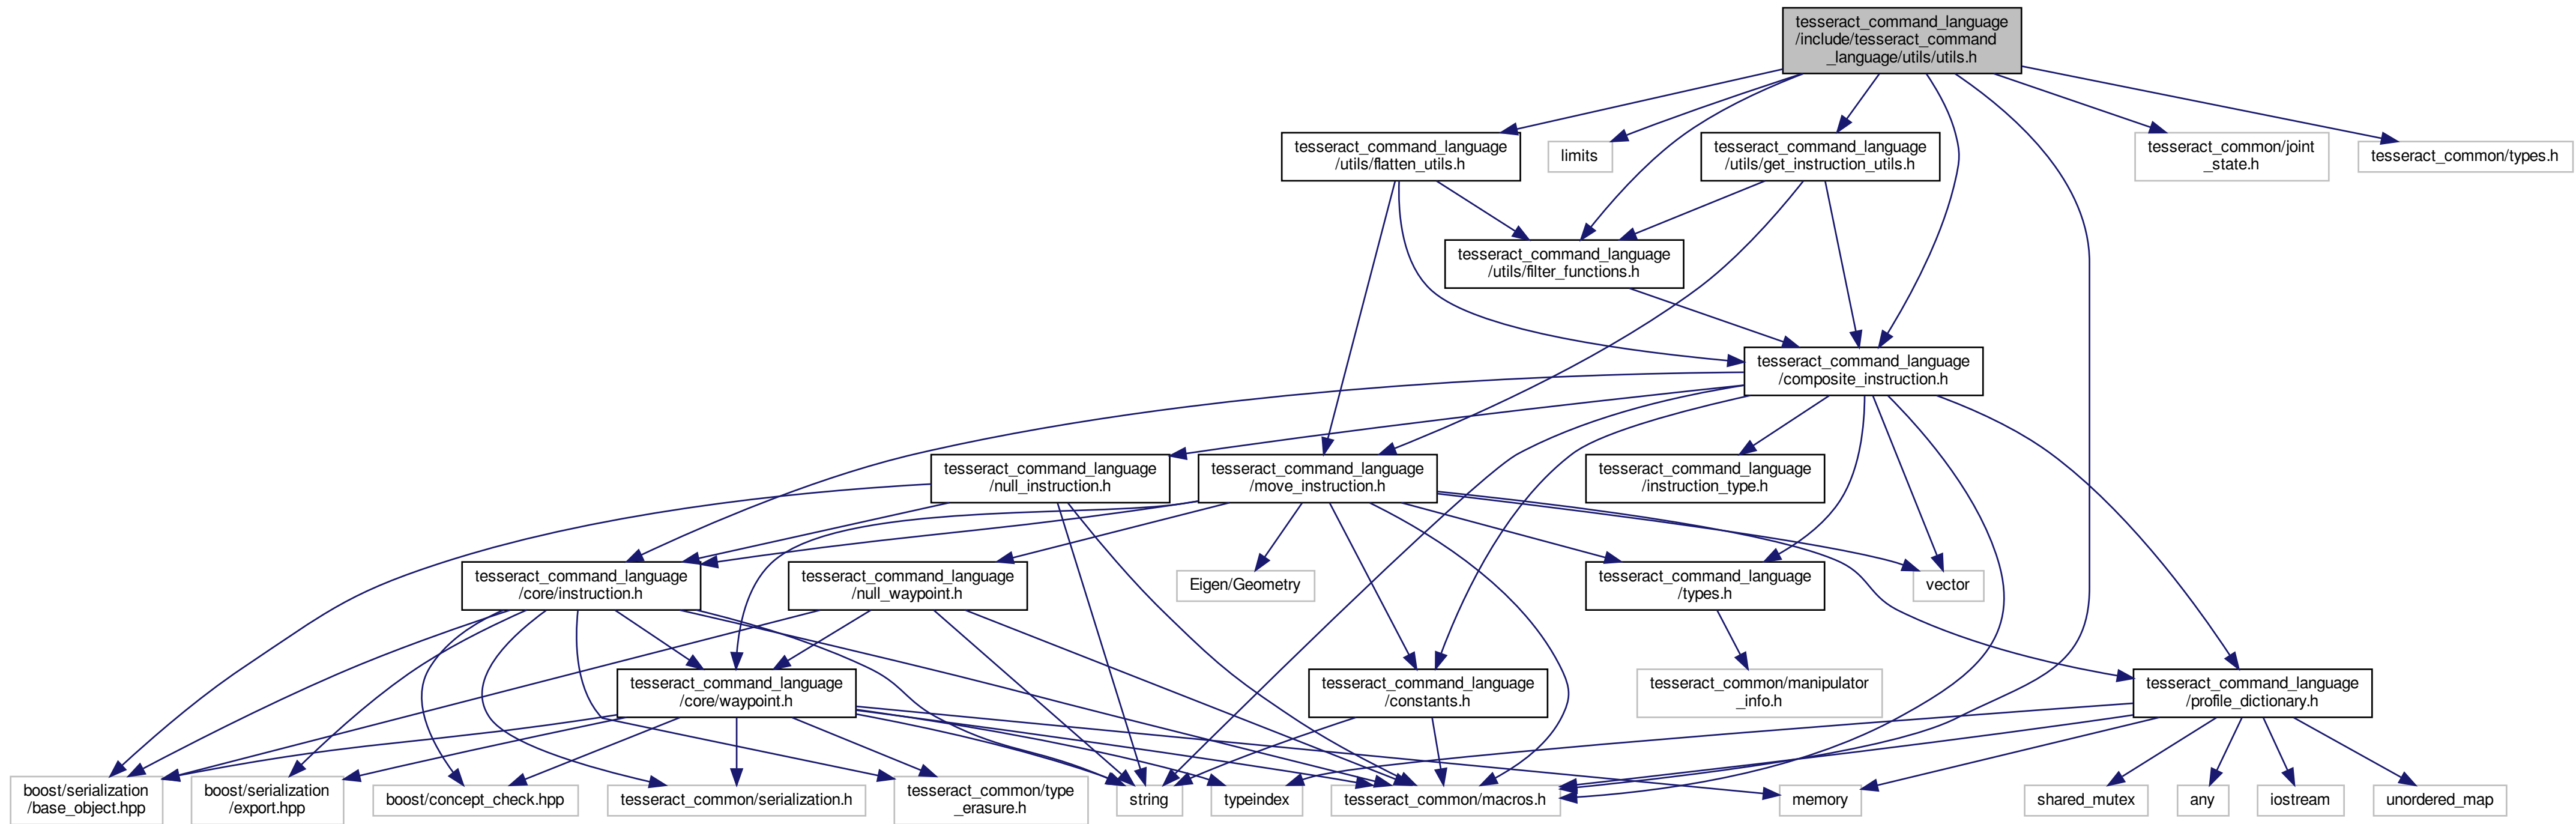 tesseract_command_language
/include/tesseract_command
_language/utils/utils.h
tesseract_command_language
/utils/flatten_utils.h
limits
tesseract_command_language
/utils/get_instruction_utils.h
tesseract_common/joint
_state.h
tesseract_common/types.h
tesseract_command_language
/utils/filter_functions.h
tesseract_command_language
/composite_instruction.h
tesseract_command_language
/null_instruction.h
tesseract_command_language
/move_instruction.h
tesseract_command_language
/instruction_type.h
tesseract_command_language
/core/instruction.h
tesseract_command_language
/null_waypoint.h
Eigen/Geometry
tesseract_command_language
/types.h
vector
tesseract_command_language
/core/waypoint.h
tesseract_command_language
/constants.h
tesseract_common/manipulator
_info.h
tesseract_command_language
/profile_dictionary.h
boost/serialization
/base_object.hpp
boost/serialization
/export.hpp
boost/concept_check.hpp
tesseract_common/serialization.h
tesseract_common/type
_erasure.h
string
typeindex
tesseract_common/macros.h
memory
shared_mutex
any
iostream
unordered_map